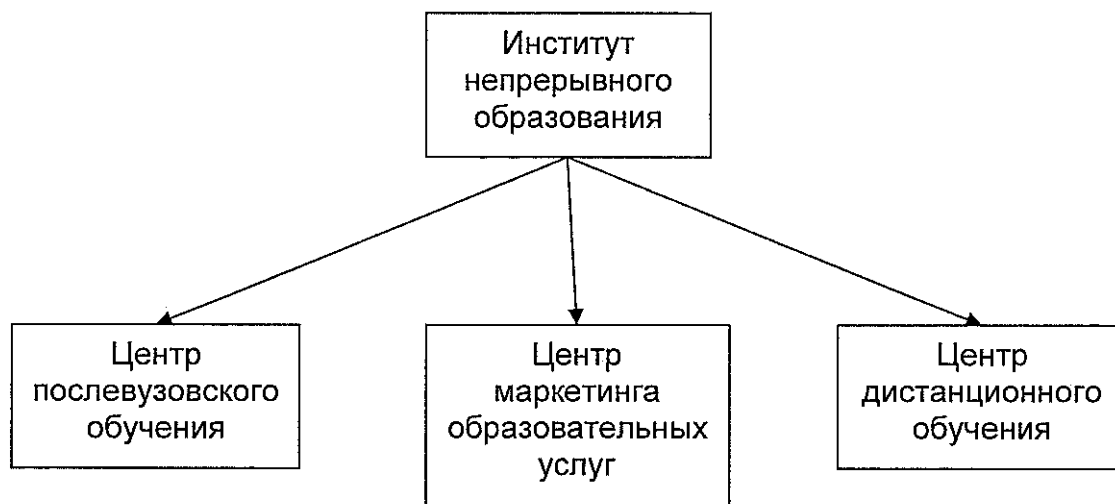 Институт
непрерывного
образования
Центр
послевузовского
обучения
Центр
маркетинга
образовательных
услуг
Центр
дистанционного
обучения